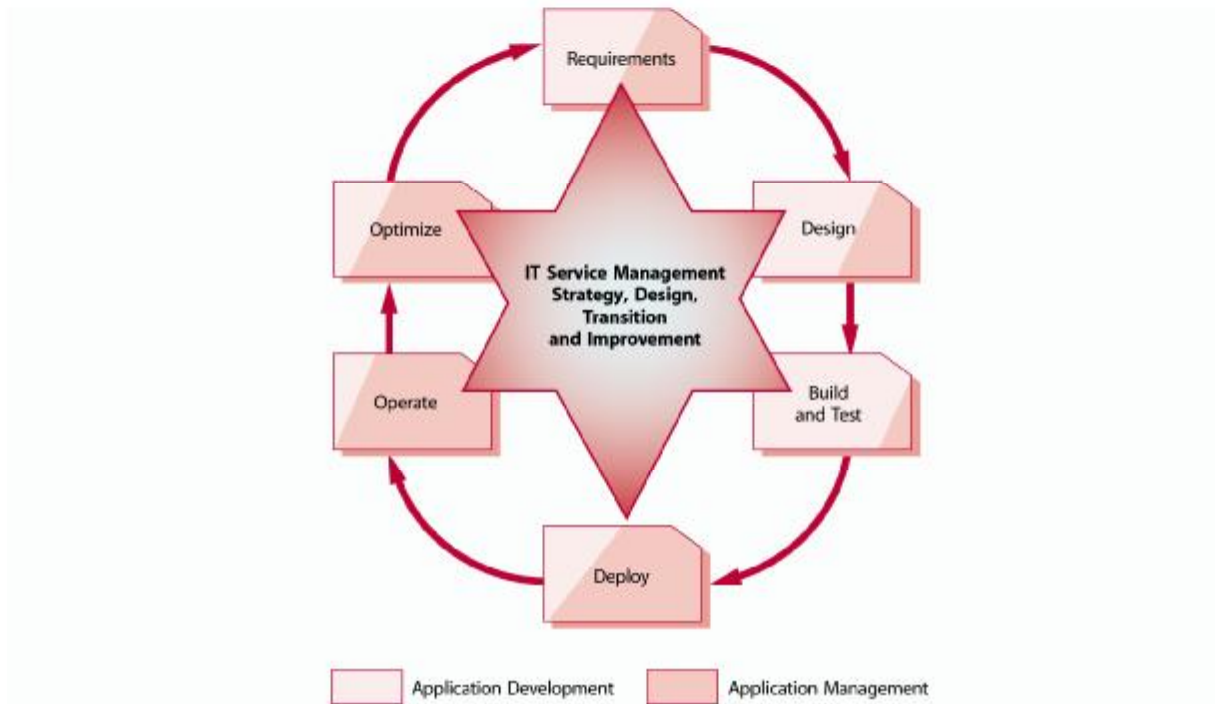 Requirements
Optimize
Design
IT Service Management
Strategy, Design,
Transition
and Improvement
Operate
Build
and Test
Deploy
Application Development
Application Management